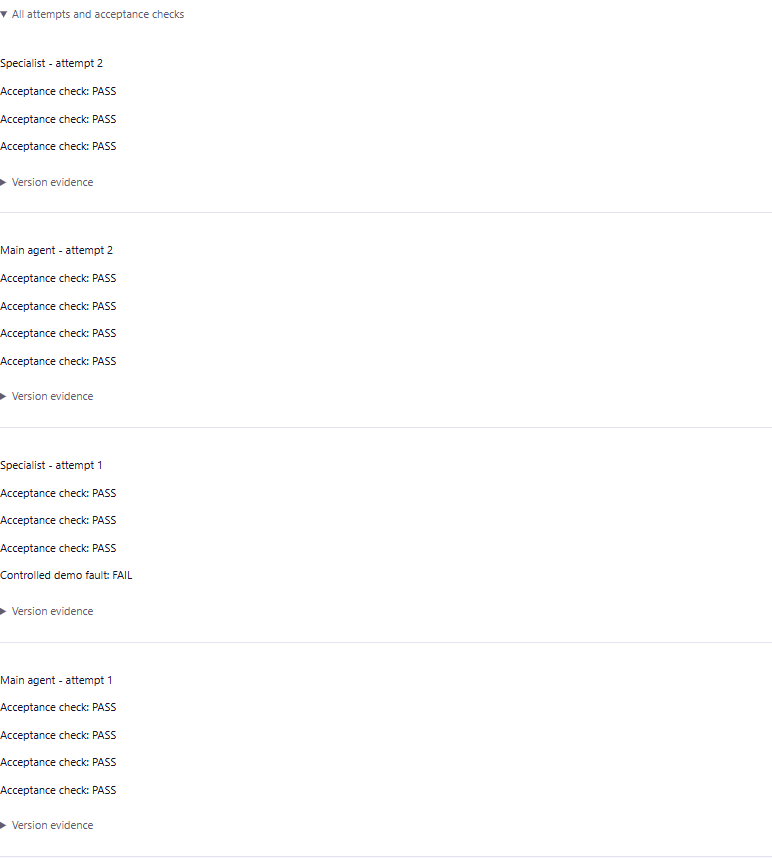 ▼ All attempts and acceptance checks
Specialist - attempt 2
Acceptance check: PASS
Acceptance check: PASS
Acceptance check: PASS
▶ Version evidence
Main agent - attempt 2
Acceptance check: PASS
Acceptance check: PASS
Acceptance check: PASS
Acceptance check: PASS
▶ Version evidence
Specialist - attempt 1
Acceptance check: PASS
Acceptance check: PASS
Acceptance check: PASS
Controlled demo fault: FAIL
▶ Version evidence
Main agent - attempt 1
Acceptance check: PASS
Acceptance check: PASS
Acceptance check: PASS
Acceptance check: PASS
▶ Version evidence